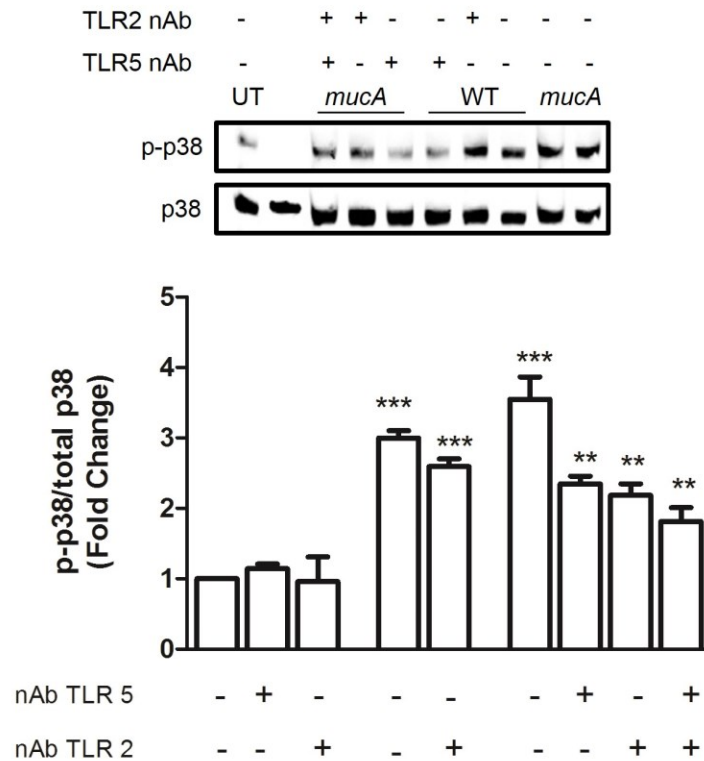 TLR2 nAb - + + - - + - - -
TLR5 nAb - + - + + - - - -
UT mucA WT mucA
p-p38
p38
5
4
3
2
1
0
p-p38/total p38
(Fold Change)
*** *** *** ** ** **
nAb TLR 5 - + - - - - + - +
nAb TLR 2 - - + - + - - + +